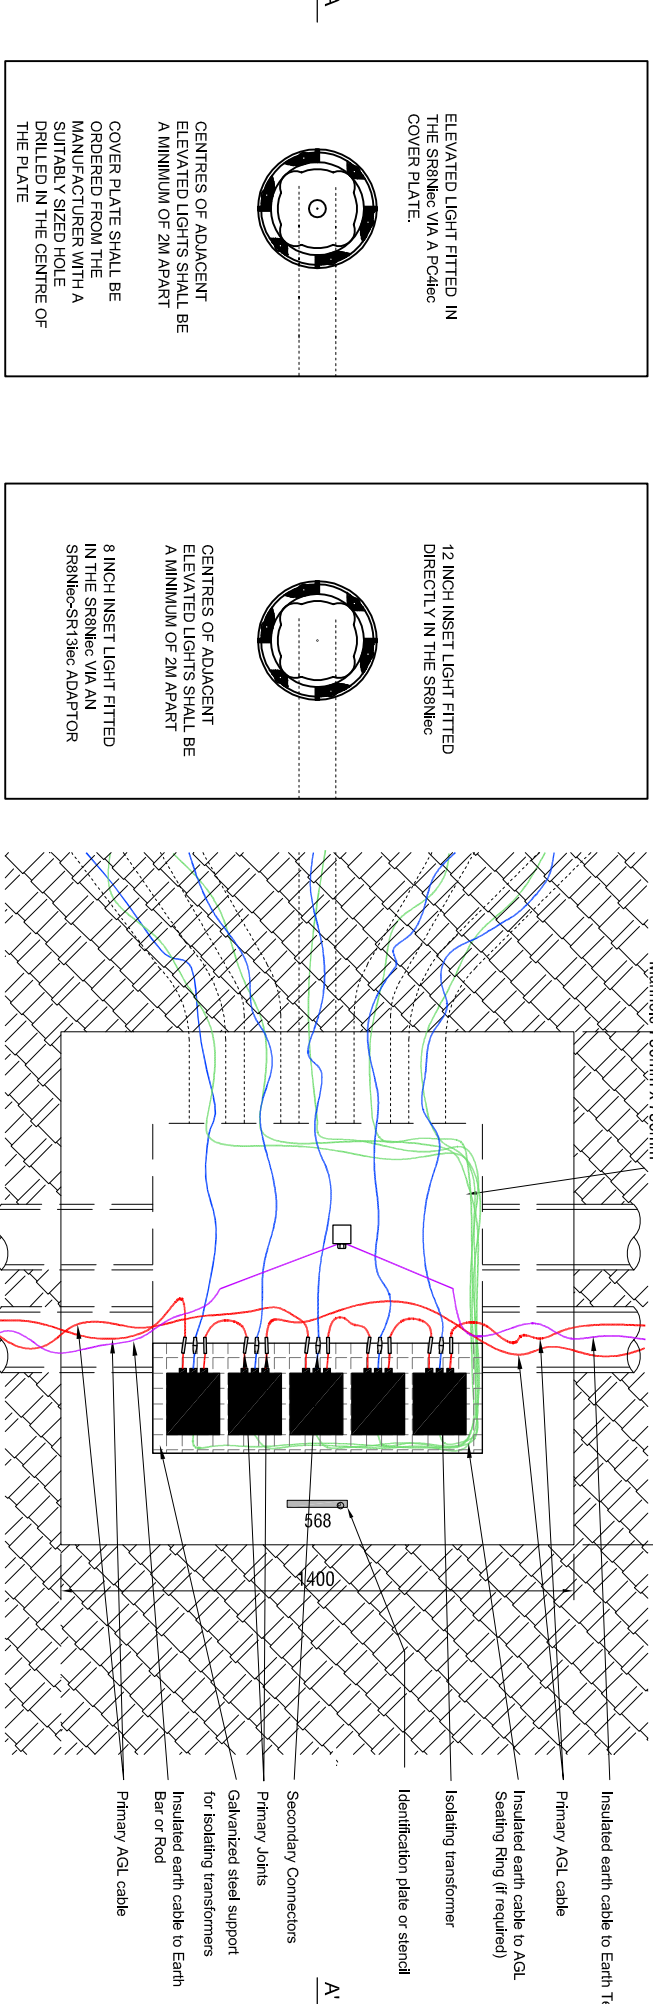 A
ELEVATED LIGHT FITTED IN
THE SR8Niec VIA A PC4iec
COVER PLATE.
CENTRES OF ADJACENT
ELEVATED LIGHTS SHALL BE
A MINIMUM OF 2M APART
COVER PLATE SHALL BE
ORDERED FROM THE
MANUFACTURER WITH A
SUITABLY SIZED HOLE
DRILLED IN THE CENTRE OF
THE PLATE
12 INCH INSET LIGHT FITTED
DIRECTLY IN THE SR8Niec
CENTRES OF ADJACENT
ELEVATED LIGHTS SHALL BE
A MINIMUM OF 2M APART
8 INCH INSET LIGHT FITTED
IN THE SR8Niec VIA AN
SR8Niec-SR13iec ADAPTOR
568
1400
Insulated earth cable to Earth Te
Primary AGL cable
Insulated earth cable to AGL
Seating Ring (if required)
Isolating transformer
Identification plate or stencil
Secondary Connectors
Primary Joints
Galvanized steel support
for isolating transformers
Insulated earth cable to Earth
Bar or Rod
Primary AGL cable
A'